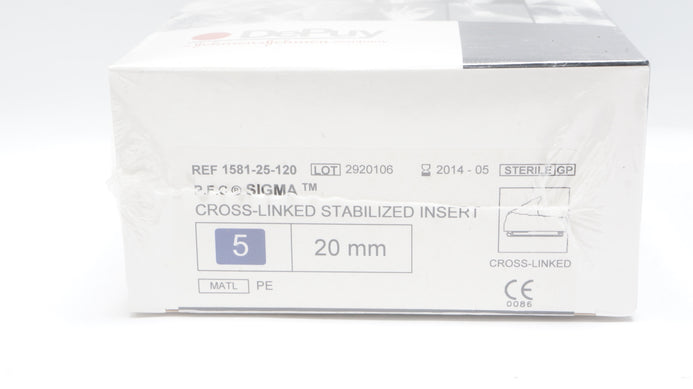 DePuy
REF 1581-25-120 LOT 2920106 2014 - 05 STERILE GP
P.F.C ® SIGMA ™
CROSS-LINKED STABILIZED INSERT
5 20 mm
CROSS-LINKED
MATL PE
CE
0086